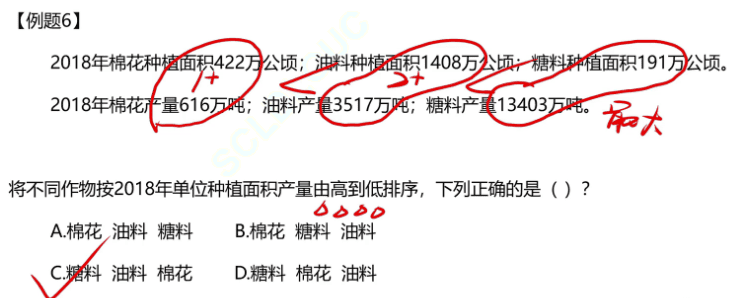 【例题6】
2018年棉花种植面积422万公顷；油料种植面积1408万公顷；糖料种植面积191万公顷。
1+ 2+
2018年棉花产量616万吨；油料产量3517万吨；糖料产量13403万吨。
最大
将不同作物按2018年单位种植面积产量由高到低排序，下列正确的是（ ）？
A.棉花 油料 糖料 B.棉花 糖料 油料
C.糖料 油料 棉花 D.糖料 棉花 油料